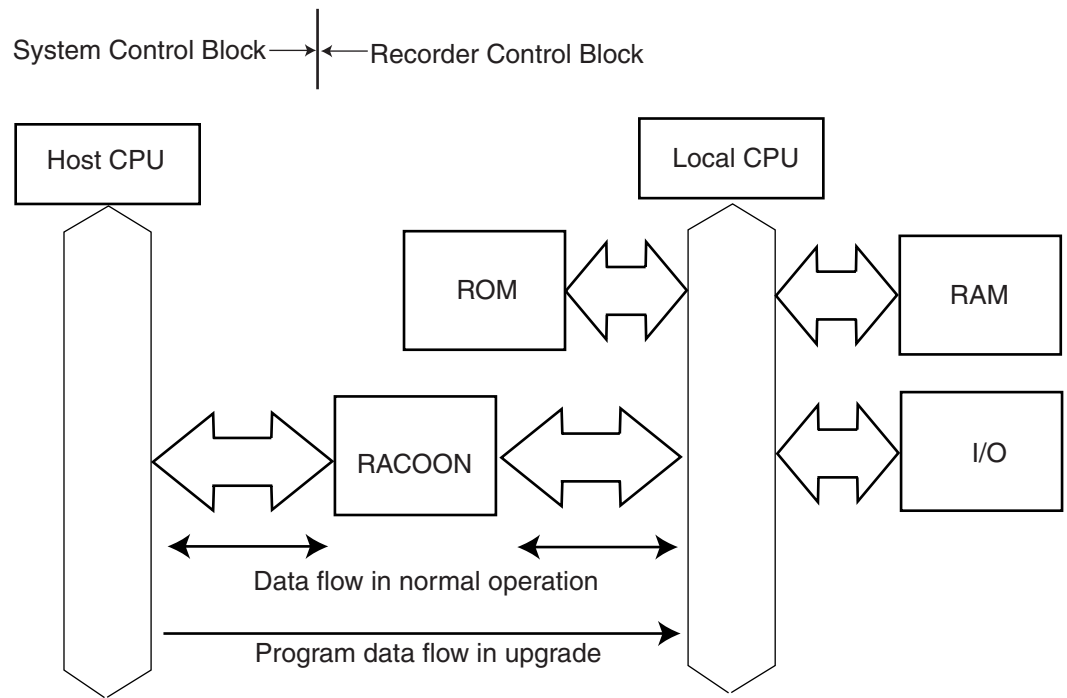 System Control Block
Recorder Control Block
Host CPU
Local CPU
ROM
RAM
RACOON
I/O
Data flow in normal operation
Program data flow in upgrade